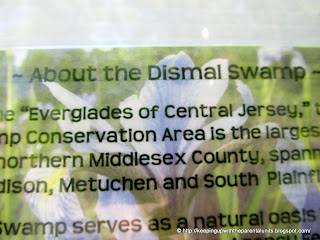 ~ About the Dismal Swamp ~
"Everglades of Central Jersey,"
Conservation Area is the larges
northern Middlesex County, spann
dison, Metuchen and South Plainf
Swamp serves as a natural oasis
© http://keepingupwiththeparentalunits.blogspot.com/